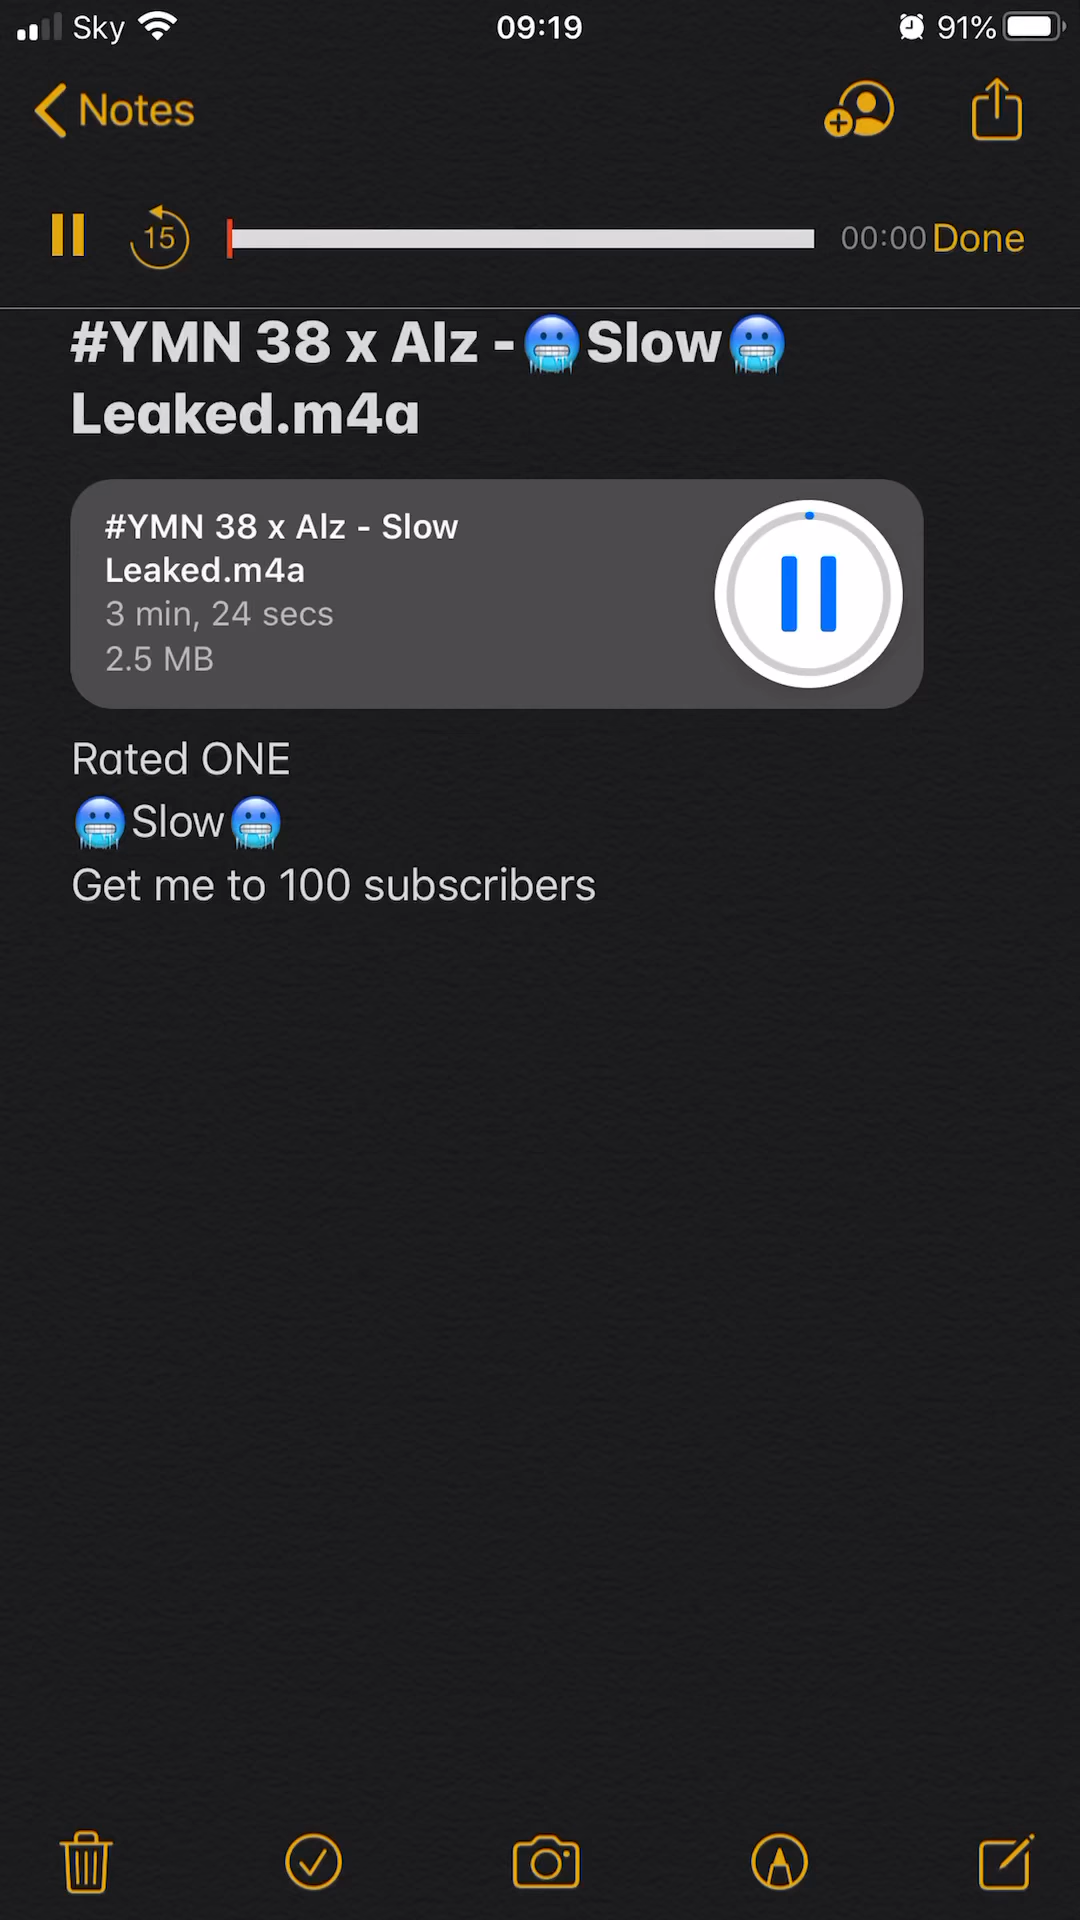 Sky 09:19 91%
Notes
15 00:00 Done
#YMN 38 x Alz -🥶Slow🥶
Leaked.m4a
#YMN 38 x Alz - Slow
Leaked.m4a
3 min, 24 secs
2.5 MB
Rated ONE
🥶Slow🥶
Get me to 100 subscribers